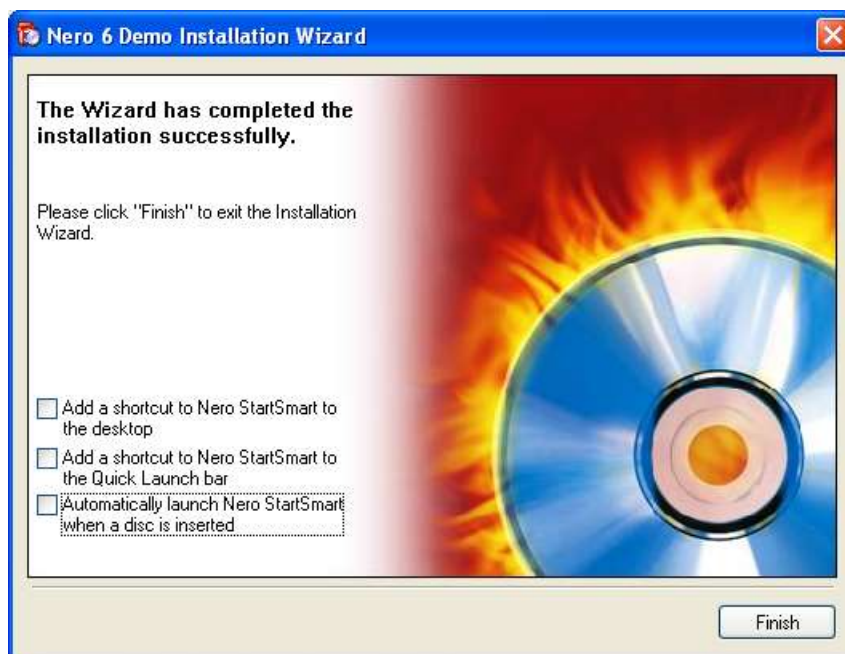 Nero 6 Demo Installation Wizard
The Wizard has completed the
installation successfully.
Please click "Finish" to exit the Installation
Wizard.
Add a shortcut to Nero StartSmart to
the desktop
Add a shortcut to Nero StartSmart to
the Quick Launch bar
Automatically launch Nero StartSmart
when a disc is inserted
Finish